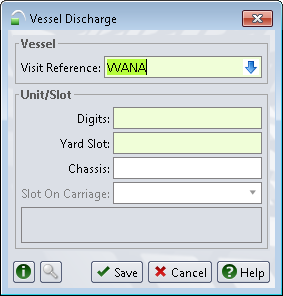 Vessel Discharge
Vessel
Visit Reference: WANA
Unit/Slot
Digits:
Yard Slot:
Chassis:
Slot On Carriage:
Save Cancel Help